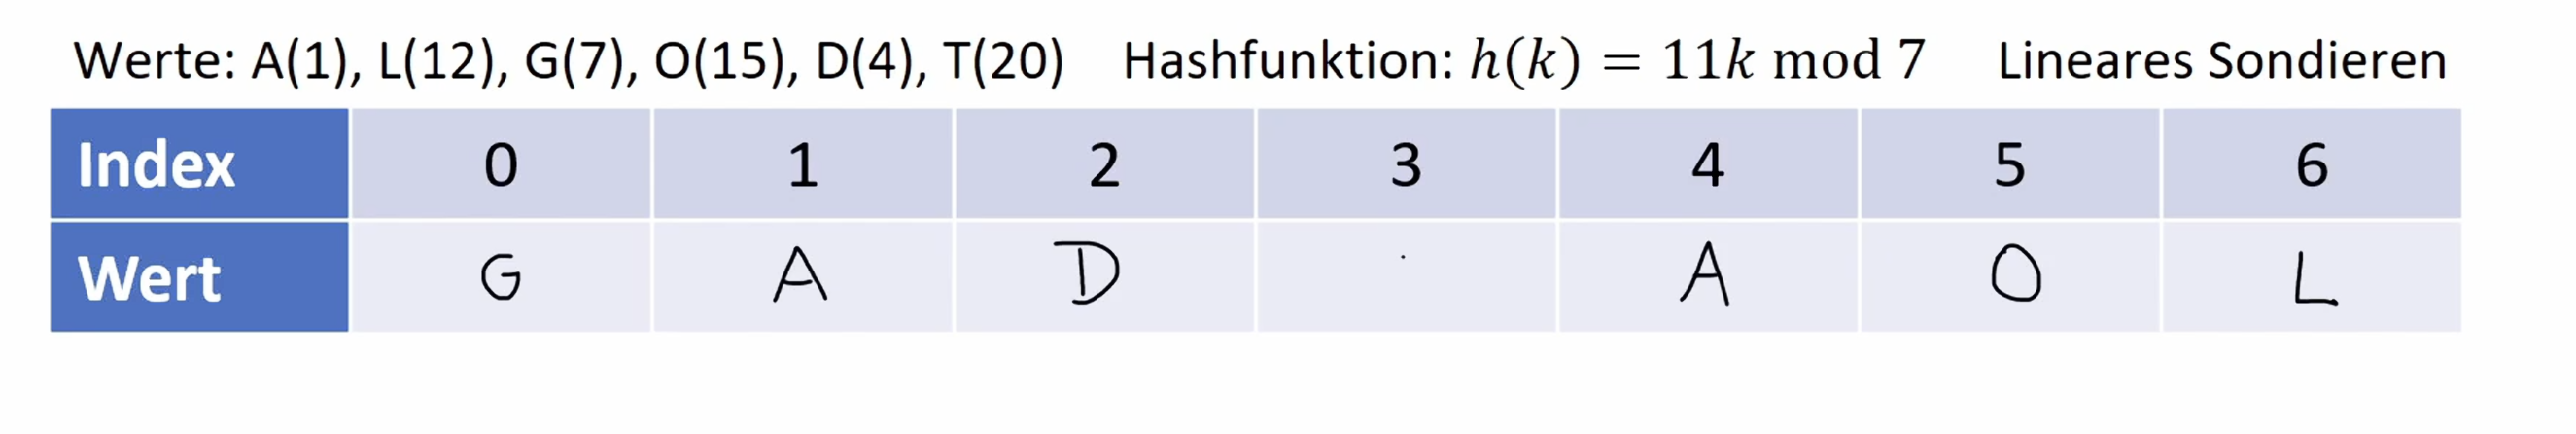 Werte: A(1), L(12), G(7), O(15), D(4), T(20) Hashfunktion: h(k) = 11k mod 7 Lineares Sondieren
Index 0 1 2 3 4 5 6
Wert G A D A O L